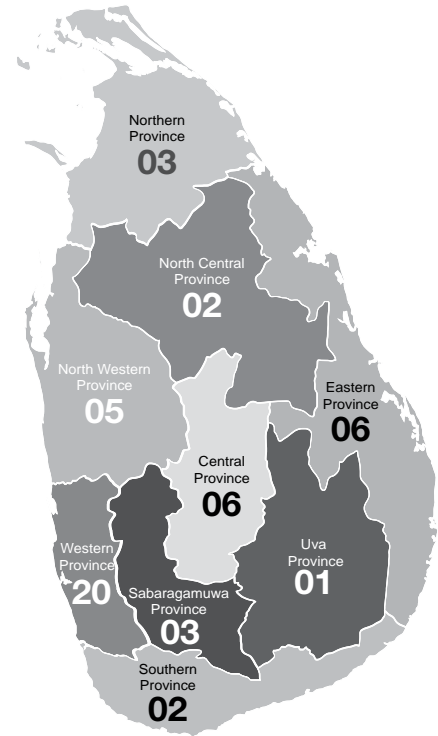 Northern
Province
03
North Central
Province
02
North Western
Province
05
Eastern
Province
06
Central
Province
06
Uva
Province
01
Western
Province
20
Sabaragamuwa
Province
03
Southern
Province
02